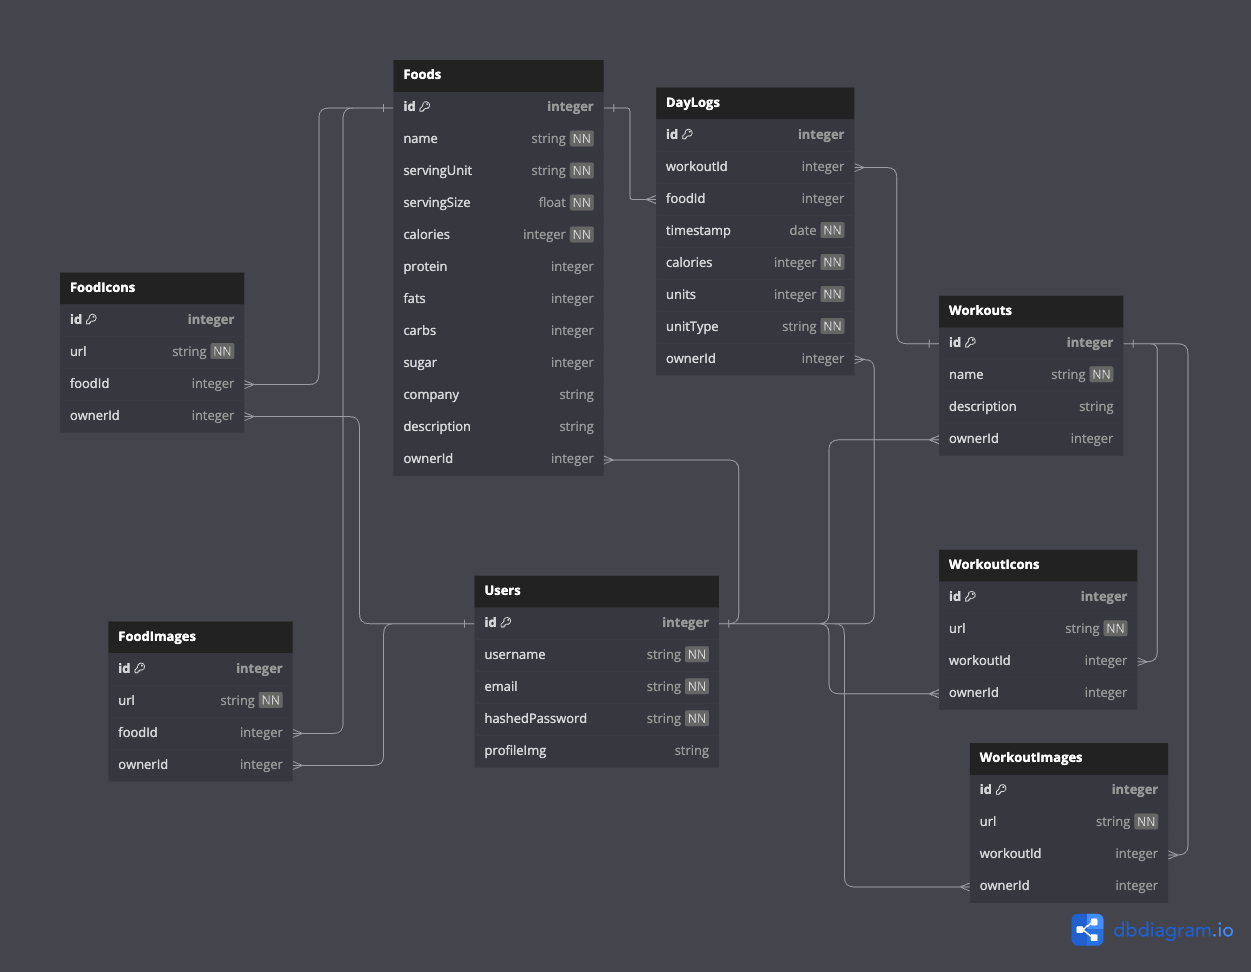 Foods
id integer
name string NN
servingUnit string NN
servingSize float NN
calories integer NN
protein integer
fats integer
carbs integer
sugar integer
company string
description string
ownerId integer
DayLogs
id integer
workoutId integer
foodId integer
timestamp date NN
calories integer NN
units integer NN
unitType string NN
ownerId integer
FoodIcons
id integer
url string NN
foodId integer
ownerId integer
Workouts
id integer
name string NN
description string
ownerId integer
Users
id integer
username string NN
email string NN
hashedPassword string NN
profileImg string
WorkoutIcons
id integer
url string NN
workoutId integer
ownerId integer
FoodImages
id integer
url string NN
foodId integer
ownerId integer
WorkoutImages
id integer
url string NN
workoutId integer
ownerId integer
dbdiagram.io